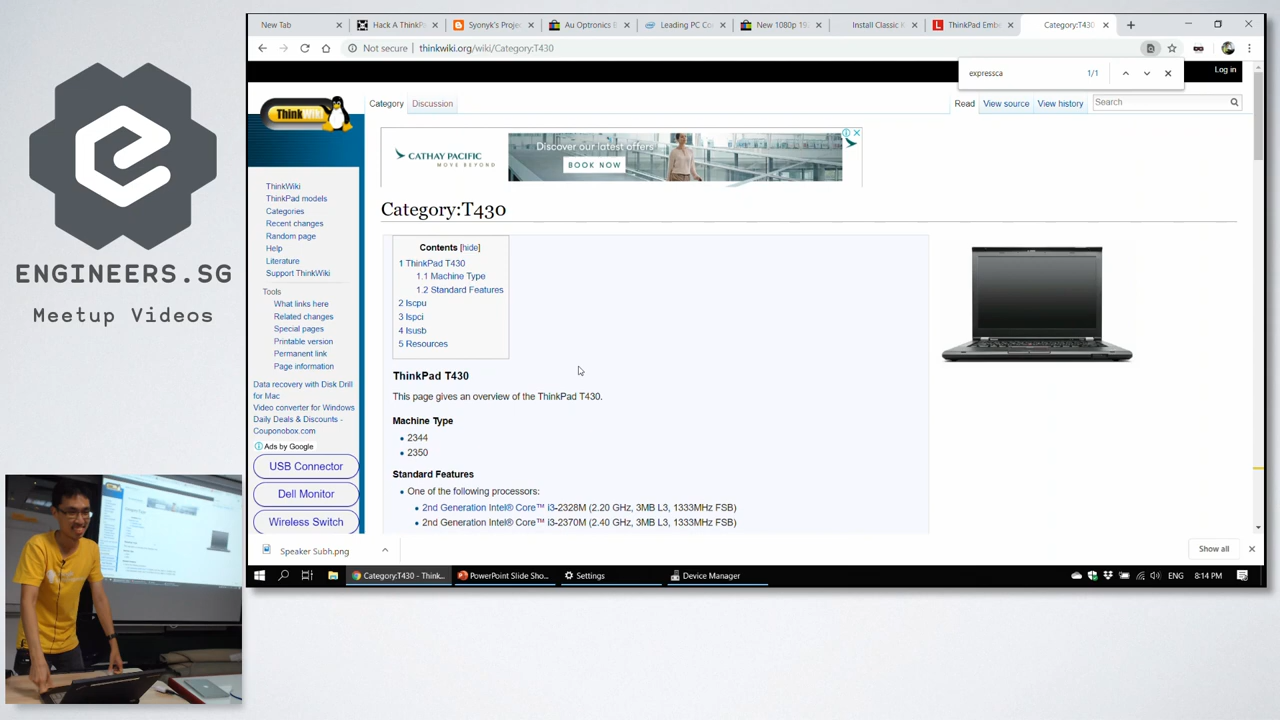 ENGINEERS.SG
Meetup Videos
New Tab
Hack A ThinkP
Syonyk's Proje
Au Optronics B
Leading PC Co
New 1080p 19
Install Classic K
ThinkPad Emb
Category:T430
Not secure
thinkwiki.org/wiki/Category:T430
expressca
1/1
Log in
ThinkWiki
Category
Discussion
Read
View source
View history
Search
CATHAY PACIFIC
MOVE BEYOND
Discover our latest offers
BOOK NOW
ThinkWiki
ThinkPad models
Categories
Recent changes
Random page
Help
Literature
Support ThinkWiki
Tools
What links here
Related changes
Special pages
Printable version
Permanent link
Page information
Data recovery with Disk Drill
for Mac
Video converter for Windows
Daily Deals & Discounts -
Couponobox.com
Ads by Google
USB Connector
Dell Monitor
Wireless Switch
Category:T430
Contents [hide]
1 ThinkPad T430
1.1 Machine Type
1.2 Standard Features
2 lscpu
3 lspci
4 lsusb
5 Resources
ThinkPad T430
This page gives an overview of the ThinkPad T430.
Machine Type
2344
2350
Standard Features
One of the following processors:
2nd Generation Intel® Core™ i3-2328M (2.20 GHz, 3MB L3, 1333MHz FSB)
2nd Generation Intel® Core™ i3-2370M (2.40 GHz, 3MB L3, 1333MHz FSB)
Speaker Subh.png
Show all
Category:T430 - Think...
PowerPoint Slide Sho...
Settings
Device Manager
ENG
8:14 PM